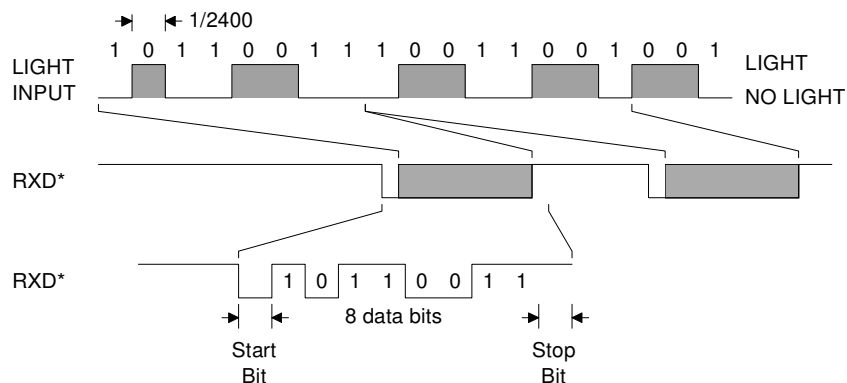 1/2400
1 0 1 1 0 0 1 1 1 0 0 1 1 0 0 1 0 0 1
LIGHT INPUT
LIGHT
NO LIGHT
RXD*
RXD*
1 0 1 1 0 0 1 1
8 data bits
Start Bit
Stop Bit